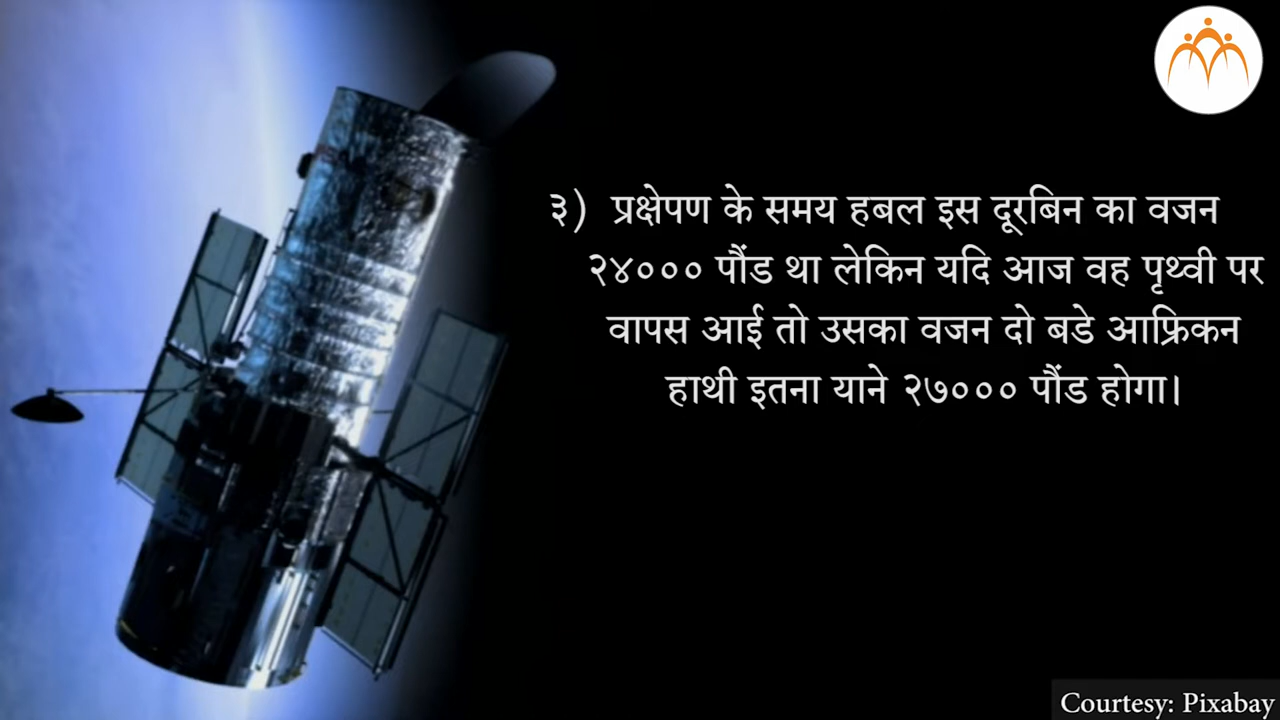 ३) प्रक्षेपण के समय हबल इस दूरबिन का वजन
२४००० पौंड था लेकिन यदि आज वह पृथ्वी पर
वापस आई तो उसका वजन दो बडे आफ्रिकन
हाथी इतना याने २७००० पौंड होगा।
Courtesy: Pixabay